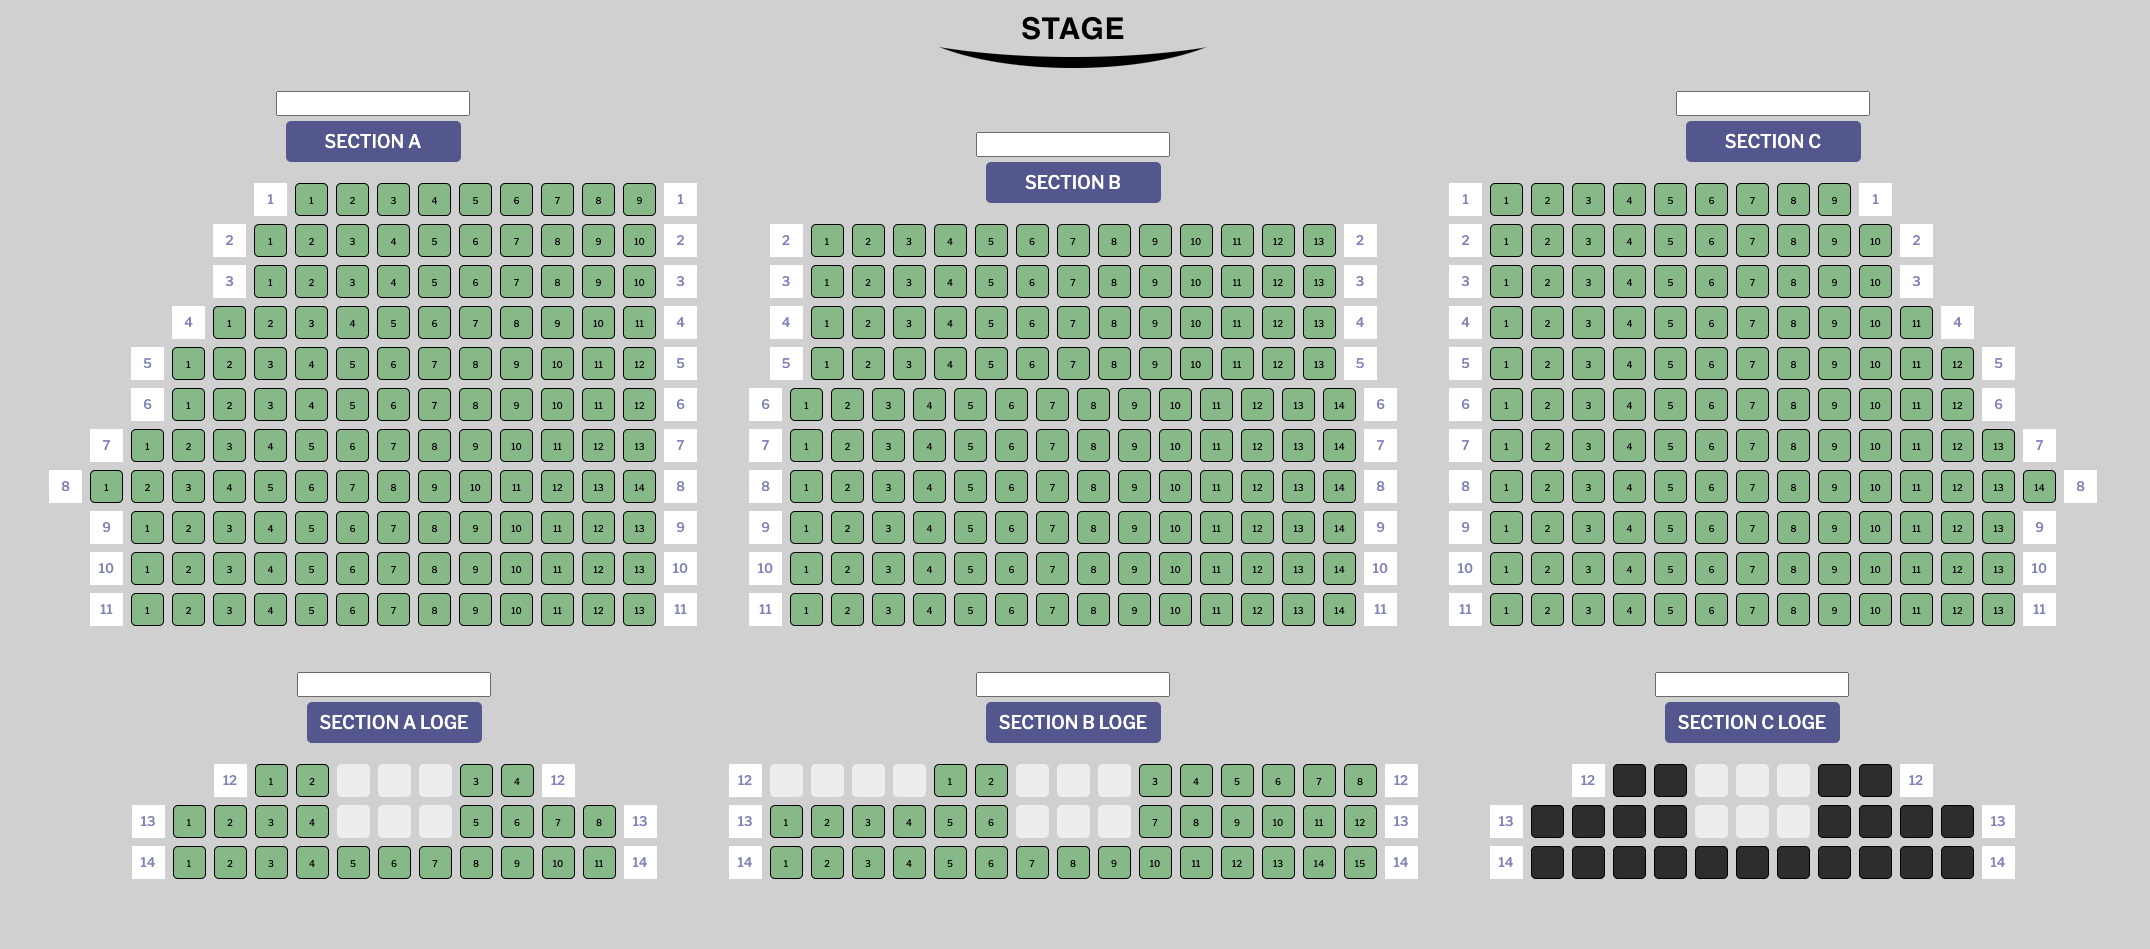 STAGE
SECTION A
1 1 2 3 4 5 6 7 8 9 1
2 1 2 3 4 5 6 7 8 9 10 2
3 1 2 3 4 5 6 7 8 9 10 3
4 1 2 3 4 5 6 7 8 9 10 11 4
5 1 2 3 4 5 6 7 8 9 10 11 12 5
6 1 2 3 4 5 6 7 8 9 10 11 12 6
7 1 2 3 4 5 6 7 8 9 10 11 12 13 7
8 1 2 3 4 5 6 7 8 9 10 11 12 13 14 8
9 1 2 3 4 5 6 7 8 9 10 11 12 13 9
10 1 2 3 4 5 6 7 8 9 10 11 12 13 10
11 1 2 3 4 5 6 7 8 9 10 11 12 13 11
SECTION B
2 1 2 3 4 5 6 7 8 9 10 11 12 13 2
3 1 2 3 4 5 6 7 8 9 10 11 12 13 3
4 1 2 3 4 5 6 7 8 9 10 11 12 13 4
5 1 2 3 4 5 6 7 8 9 10 11 12 13 5
6 1 2 3 4 5 6 7 8 9 10 11 12 13 14 6
7 1 2 3 4 5 6 7 8 9 10 11 12 13 14 7
8 1 2 3 4 5 6 7 8 9 10 11 12 13 14 8
9 1 2 3 4 5 6 7 8 9 10 11 12 13 14 9
10 1 2 3 4 5 6 7 8 9 10 11 12 13 14 10
11 1 2 3 4 5 6 7 8 9 10 11 12 13 14 11
SECTION C
1 1 2 3 4 5 6 7 8 9 1
2 1 2 3 4 5 6 7 8 9 10 2
3 1 2 3 4 5 6 7 8 9 10 3
4 1 2 3 4 5 6 7 8 9 10 11 4
5 1 2 3 4 5 6 7 8 9 10 11 12 5
6 1 2 3 4 5 6 7 8 9 10 11 12 6
7 1 2 3 4 5 6 7 8 9 10 11 12 13 7
8 1 2 3 4 5 6 7 8 9 10 11 12 13 14 8
9 1 2 3 4 5 6 7 8 9 10 11 12 13 9
10 1 2 3 4 5 6 7 8 9 10 11 12 13 10
11 1 2 3 4 5 6 7 8 9 10 11 12 13 11
SECTION A LOGE
12 1 2 3 4 12
13 1 2 3 4 5 6 7 8 13
14 1 2 3 4 5 6 7 8 9 10 11 14
SECTION B LOGE
12 1 2 3 4 5 6 7 8 12
13 1 2 3 4 5 6 7 8 9 10 11 12 13
14 1 2 3 4 5 6 7 8 9 10 11 12 13 14 15 14
SECTION C LOGE
12 12
13 13
14 14